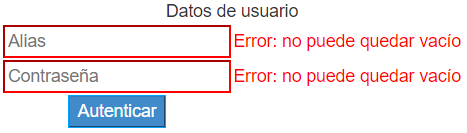 Datos de usuario
Alias Error: no puede quedar vacío
Contraseña Error: no puede quedar vacío
Autenticar